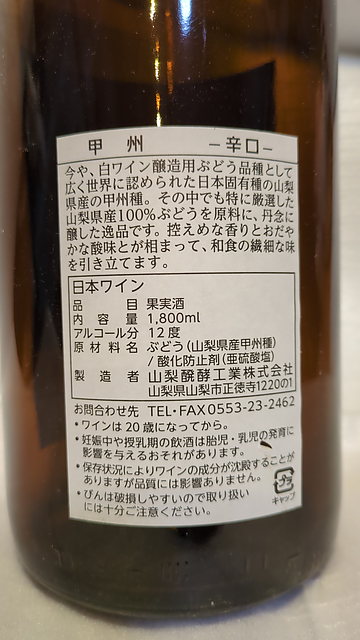 甲州 ―辛口―
今や、白ワイン醸造用ぶどう品種として
広く世界に認められた日本固有種の山梨
県産の甲州種。その中でも特に厳選した
山梨県産100%ぶどうを原料に、丹念に
醸した逸品です。控えめな香りとおだや
かな酸味とが相まって、和食の繊細な味
を引き立てます。
日本ワイン
品目 果実酒
内容量 1,800ml
アルコール分 12度
原材料名 ぶどう(山梨県産甲州種)
/酸化防止剤(亜硫酸塩)
製造者 山梨醗酵工業株式会社
山梨県山梨市正徳寺1220の1
お問合わせ先 TEL・FAX0553-23-2462
・ワインは20歳になってから。
・妊娠中や授乳期の飲酒は胎児・乳児の発育に
影響を与えるおそれがあります。
・保存状況によりワインの成分が沈殿することが
ありますが品質には影響ありません。
・びんは破損しやすいので取り扱い
には十分ご注意ください。
プラ
キャップ